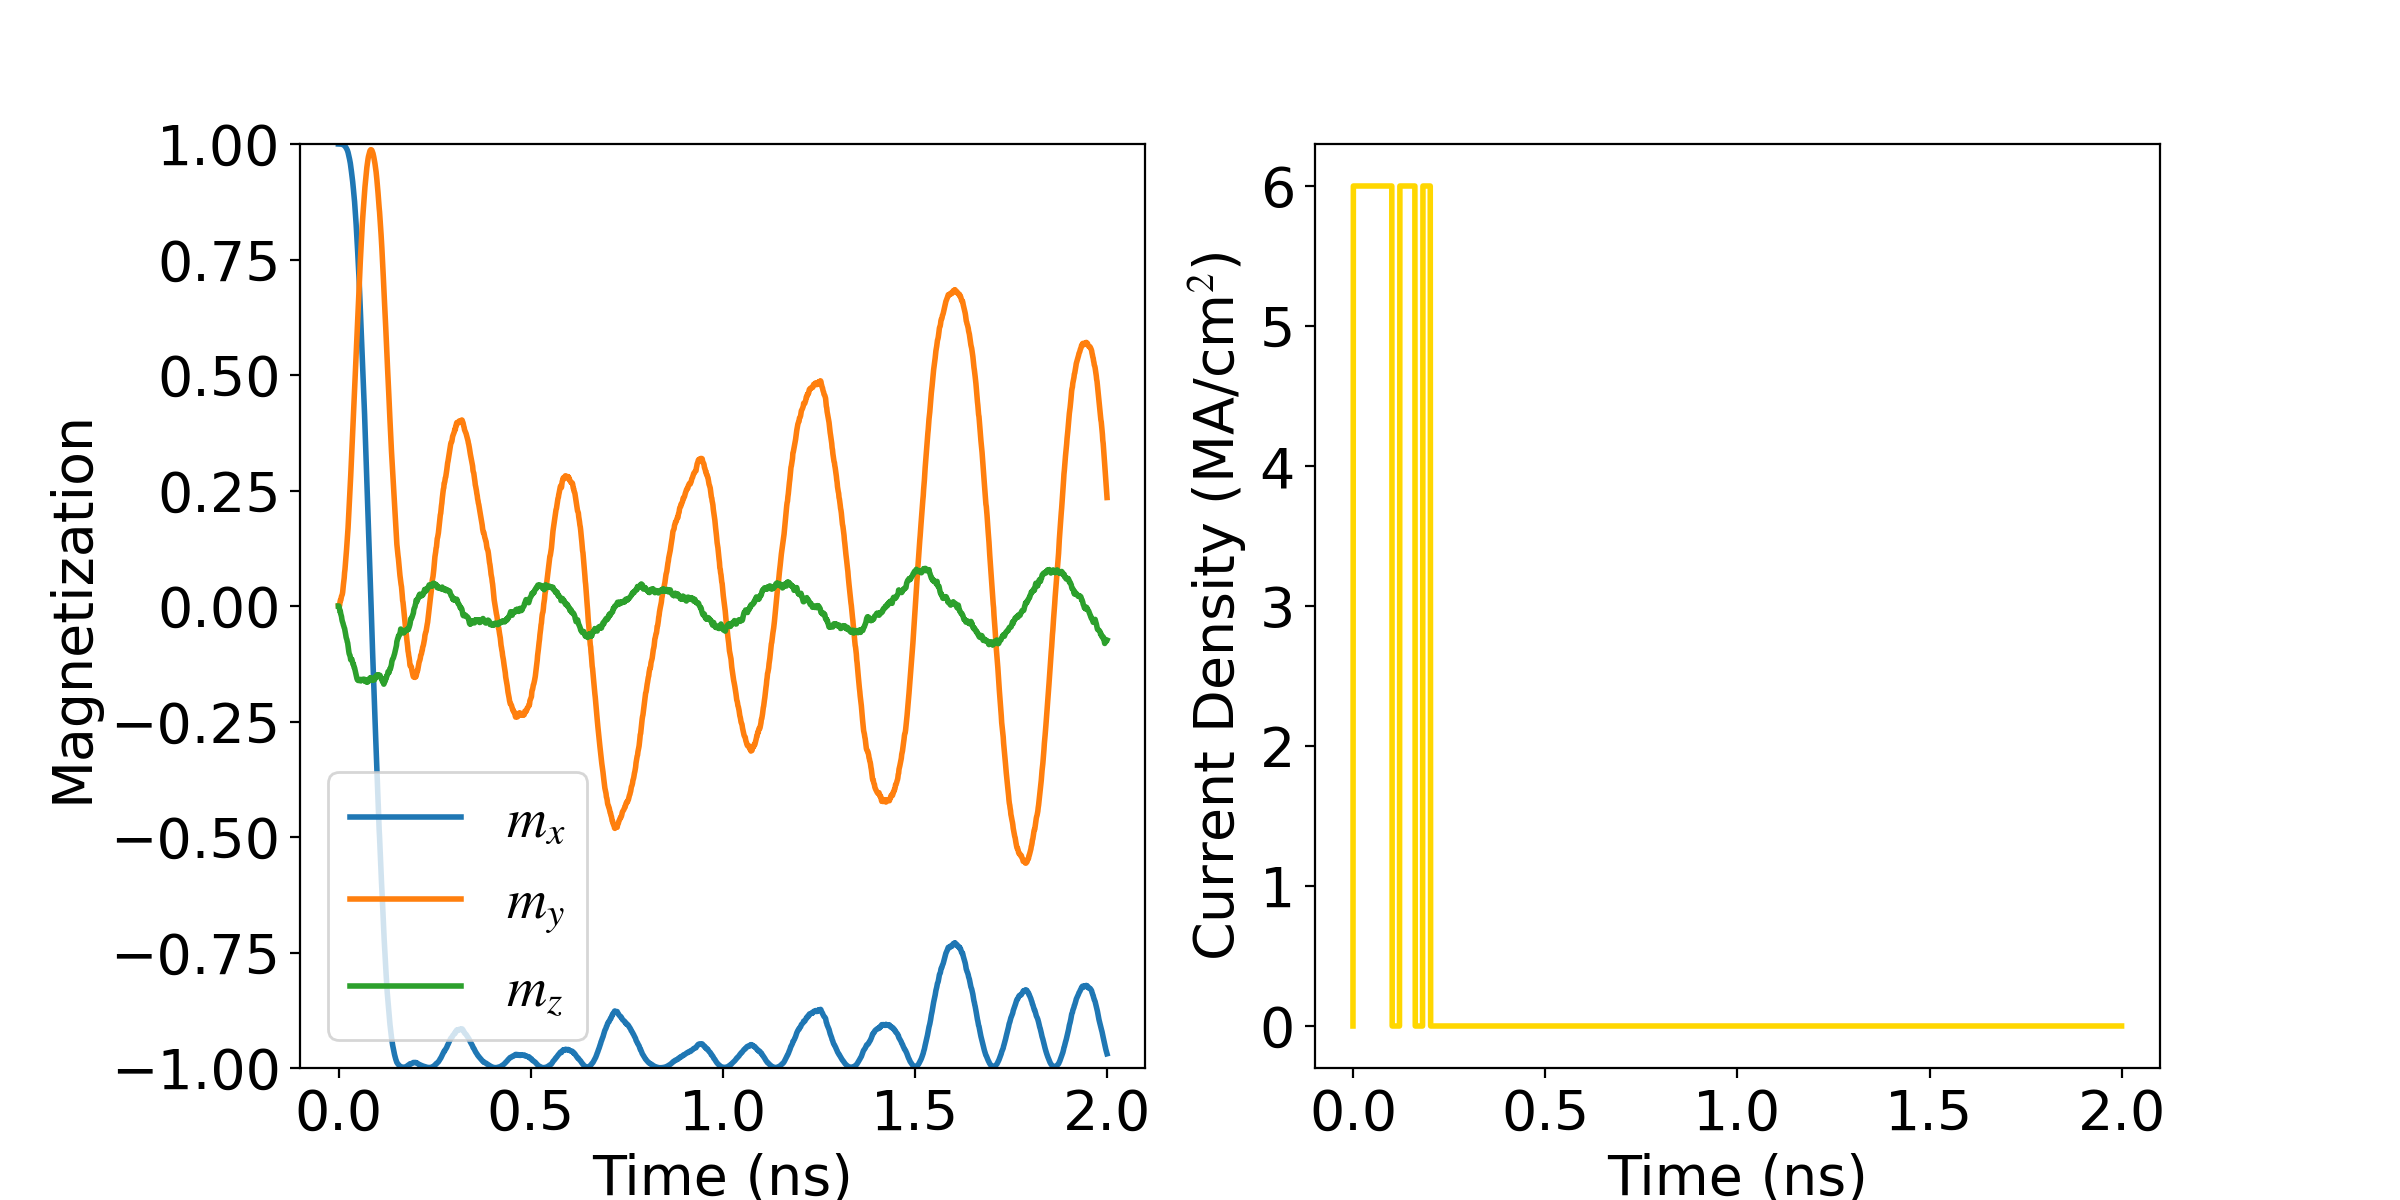 Magnetization
1.00
0.75
0.50
0.25
0.00
−0.25
−0.50
−0.75
−1.00
m_x
m_y
m_z
0.0 0.5 1.0 1.5 2.0
Time (ns)
Current Density (MA/cm²)
6
5
4
3
2
1
0
0.0 0.5 1.0 1.5 2.0
Time (ns)